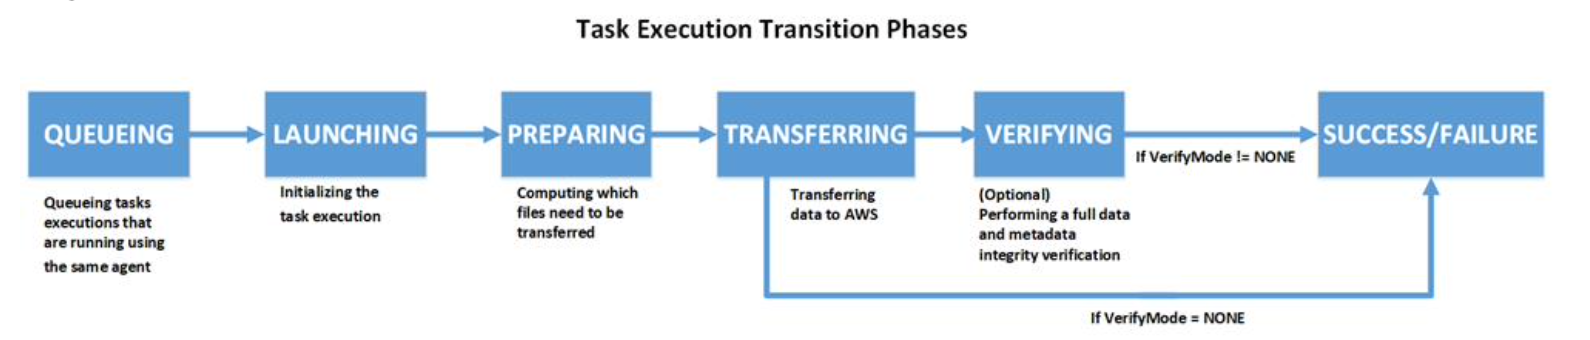 Task Execution Transition Phases
QUEUEING
LAUNCHING
PREPARING
TRANSFERRING
VERIFYING
SUCCESS/FAILURE
Queueing tasks
executions that
are running using
the same agent
Initializing the
task execution
Computing which
files need to be
transferred
Transferring
data to AWS
(Optional)
Performing a full data
and metadata
integrity verification
If VerifyMode != NONE
If VerifyMode = NONE